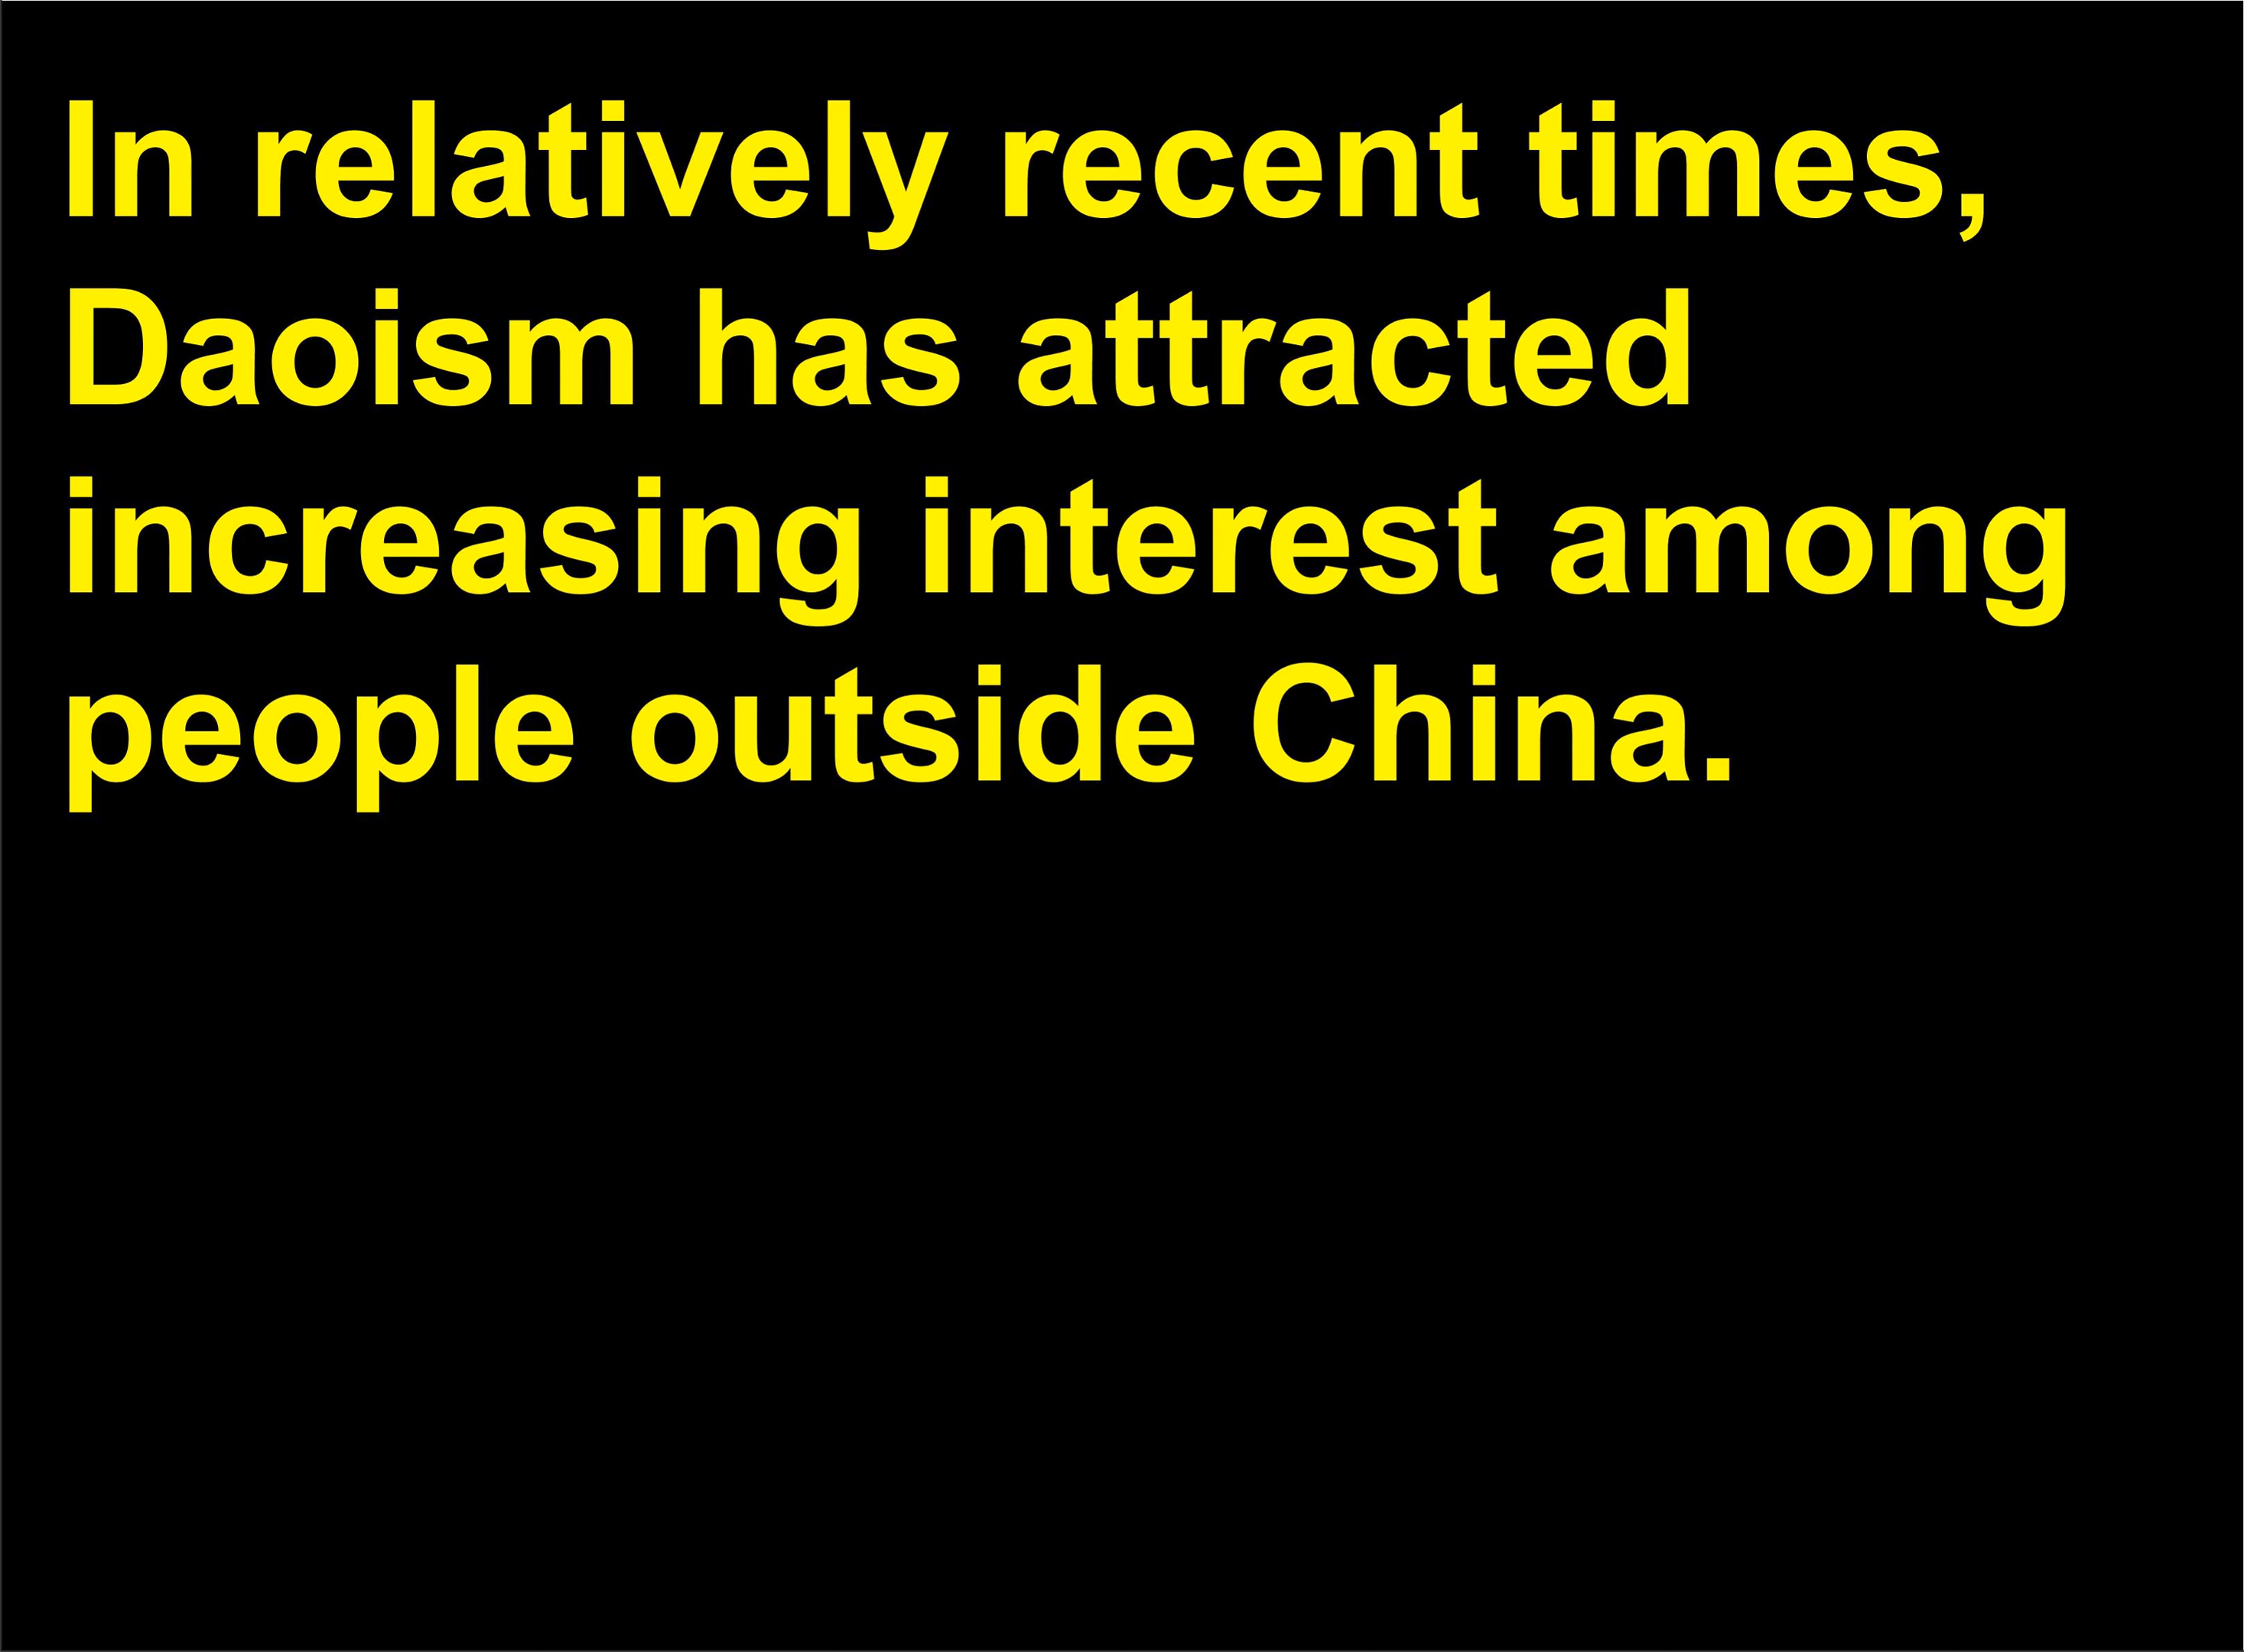 In relatively recent times,
Daoism has attracted
increasing interest among
people outside China.